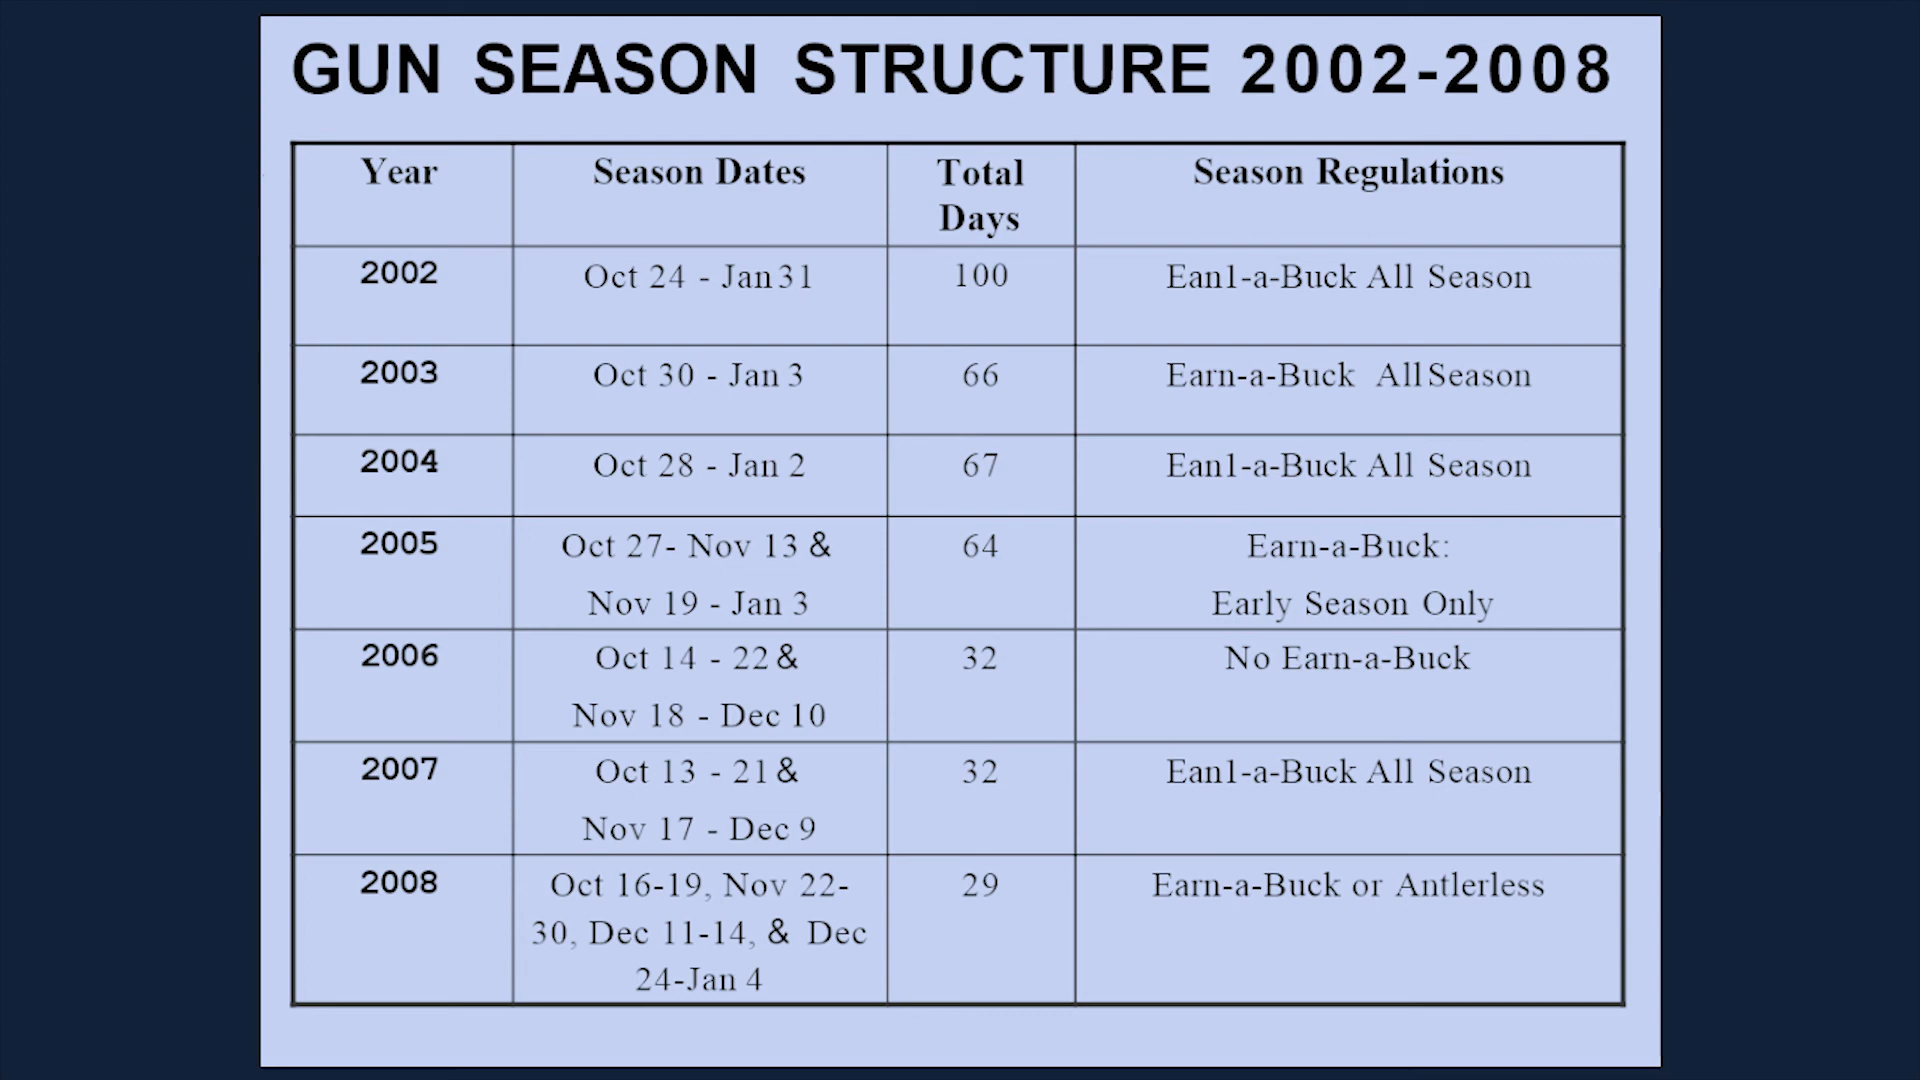 GUN SEASON STRUCTURE 2002-2008
Year Season Dates Total Days Season Regulations
2002 Oct 24 - Jan 31 100 Ean1-a-Buck All Season
2003 Oct 30 - Jan 3 66 Earn-a-Buck All Season
2004 Oct 28 - Jan 2 67 Ean1-a-Buck All Season
2005 Oct 27- Nov 13 & 64 Earn-a-Buck:
Nov 19 - Jan 3 Early Season Only
2006 Oct 14 - 22 & 32 No Earn-a-Buck
Nov 18 - Dec 10
2007 Oct 13 - 21 & 32 Ean1-a-Buck All Season
Nov 17 - Dec 9
2008 Oct 16-19, Nov 22- 29 Earn-a-Buck or Antlerless
30, Dec 11-14, & Dec
24-Jan 4